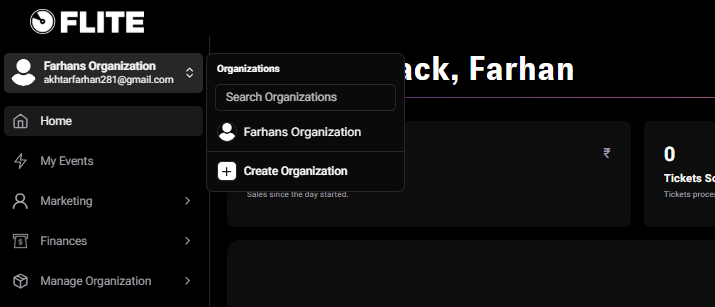 FLITE
Farhans Organization
akhtarfarhan281@gmail.com
Home
My Events
Marketing
Finances
Manage Organization
Organizations
Search Organizations
Farhans Organization
Create Organization
ack, Farhan
₹
Sales since the day started.
0
Tickets So
Tickets proce